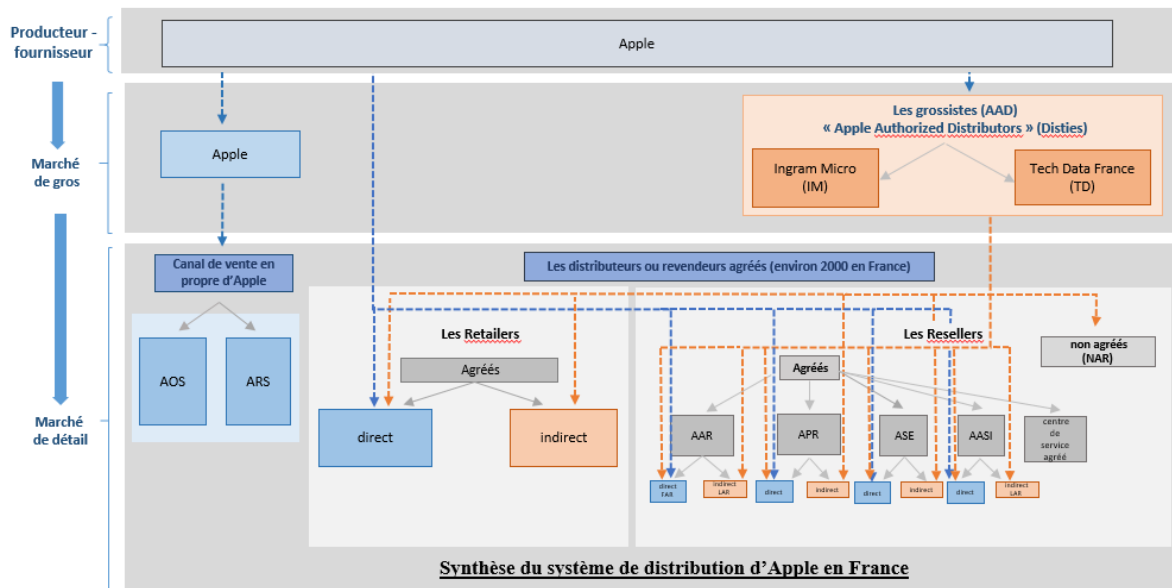 Producteur -
fournisseur
Apple
Marché
de gros
Apple
Les grossistes (AAD)
« Apple Authorized Distributors » (Disties)
Ingram Micro
(IM)
Tech Data France
(TD)
Marché
de détail
Canal de vente en
propre d’Apple
Les distributeurs ou revendeurs agréés (environ 2000 en France)
AOS
ARS
Les Retailers
Agréés
direct
indirect
Les Resellers
Agréés
non agréés
(NAR)
AAR
APR
ASE
AASI
centre
de
service
agréé
direct
FAR
indirect
LAR
direct
indirect
direct
indirect
direct
indirect
LAR
Synthèse du système de distribution d’Apple en France